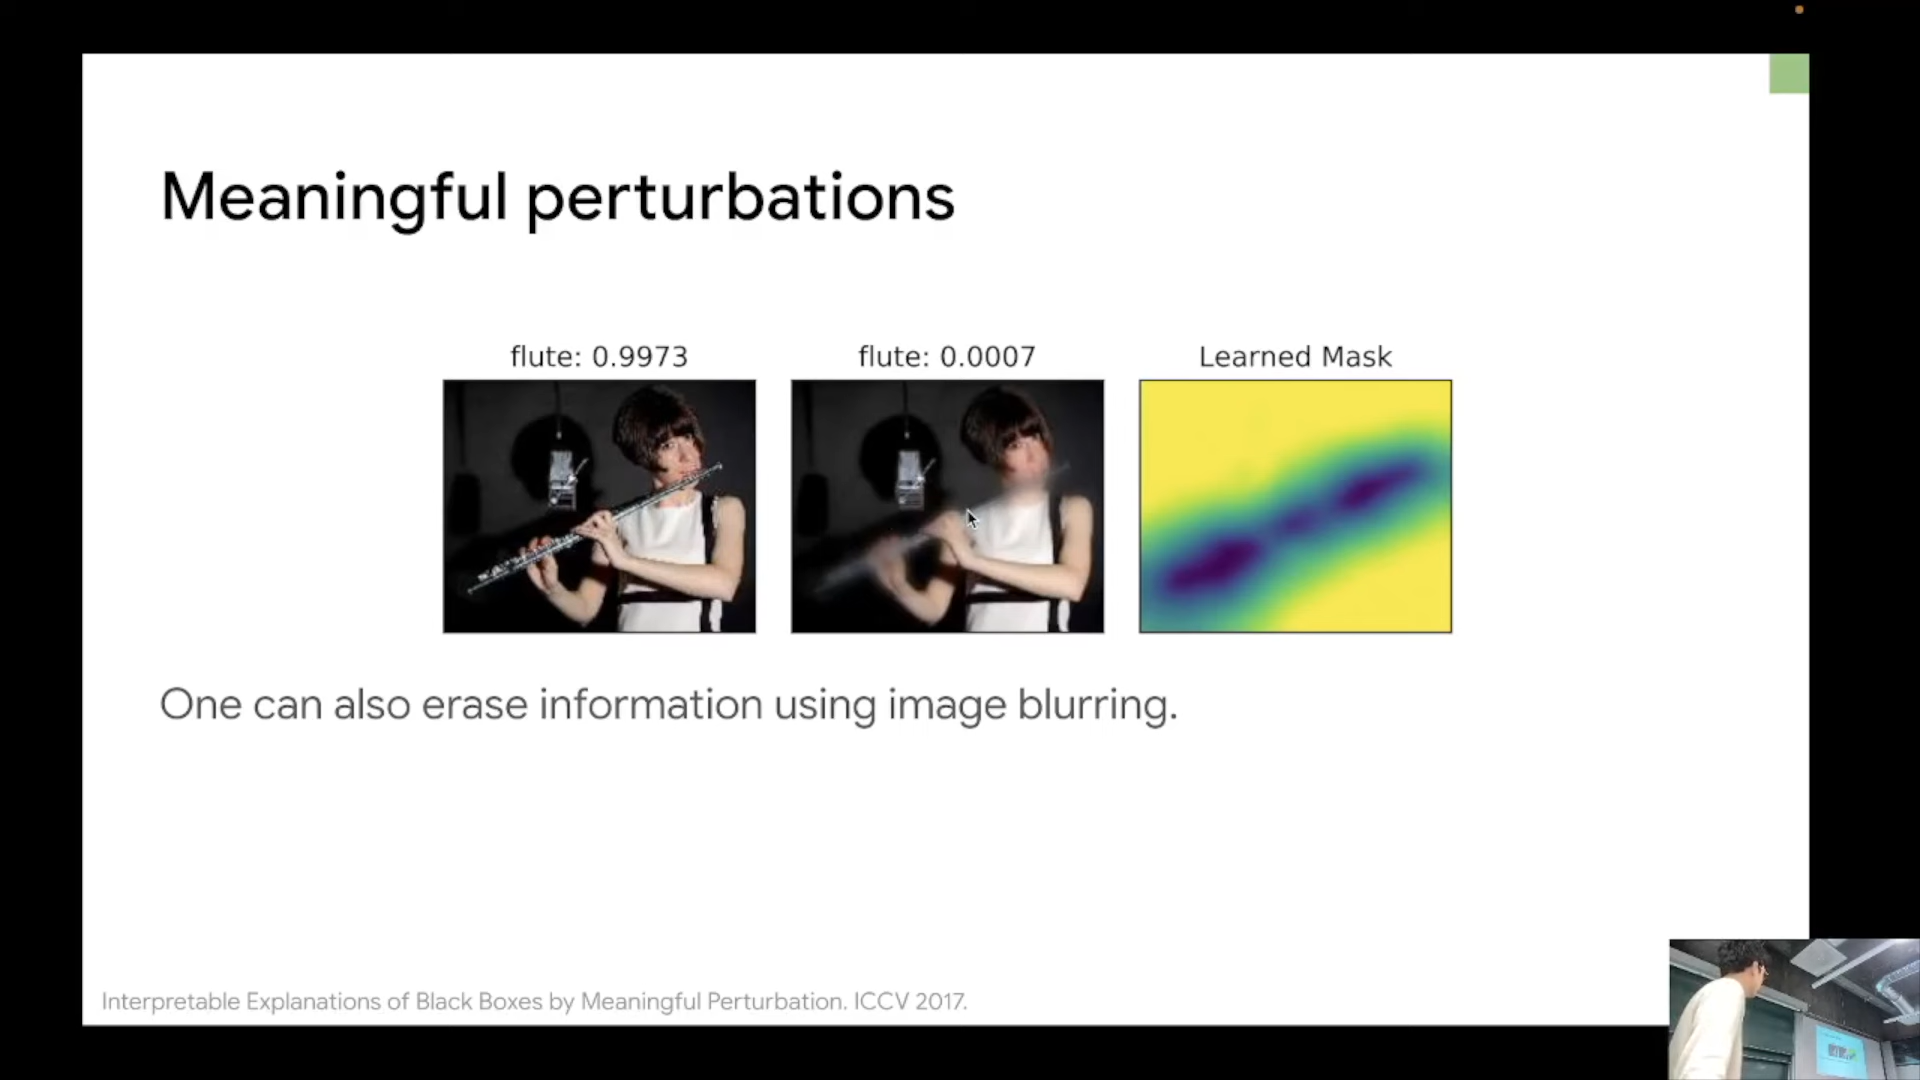 Meaningful perturbations
flute: 0.9973
flute: 0.0007
Learned Mask
One can also erase information using image blurring.
Interpretable Explanations of Black Boxes by Meaningful Perturbation. ICCV 2017.